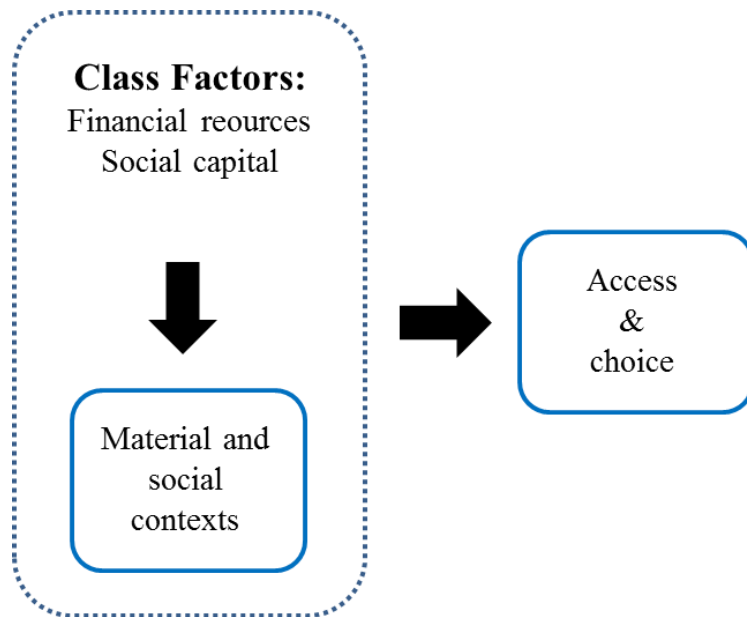 Class Factors:
Financial reources
Social capital
Material and
social
contexts
Access
&
choice